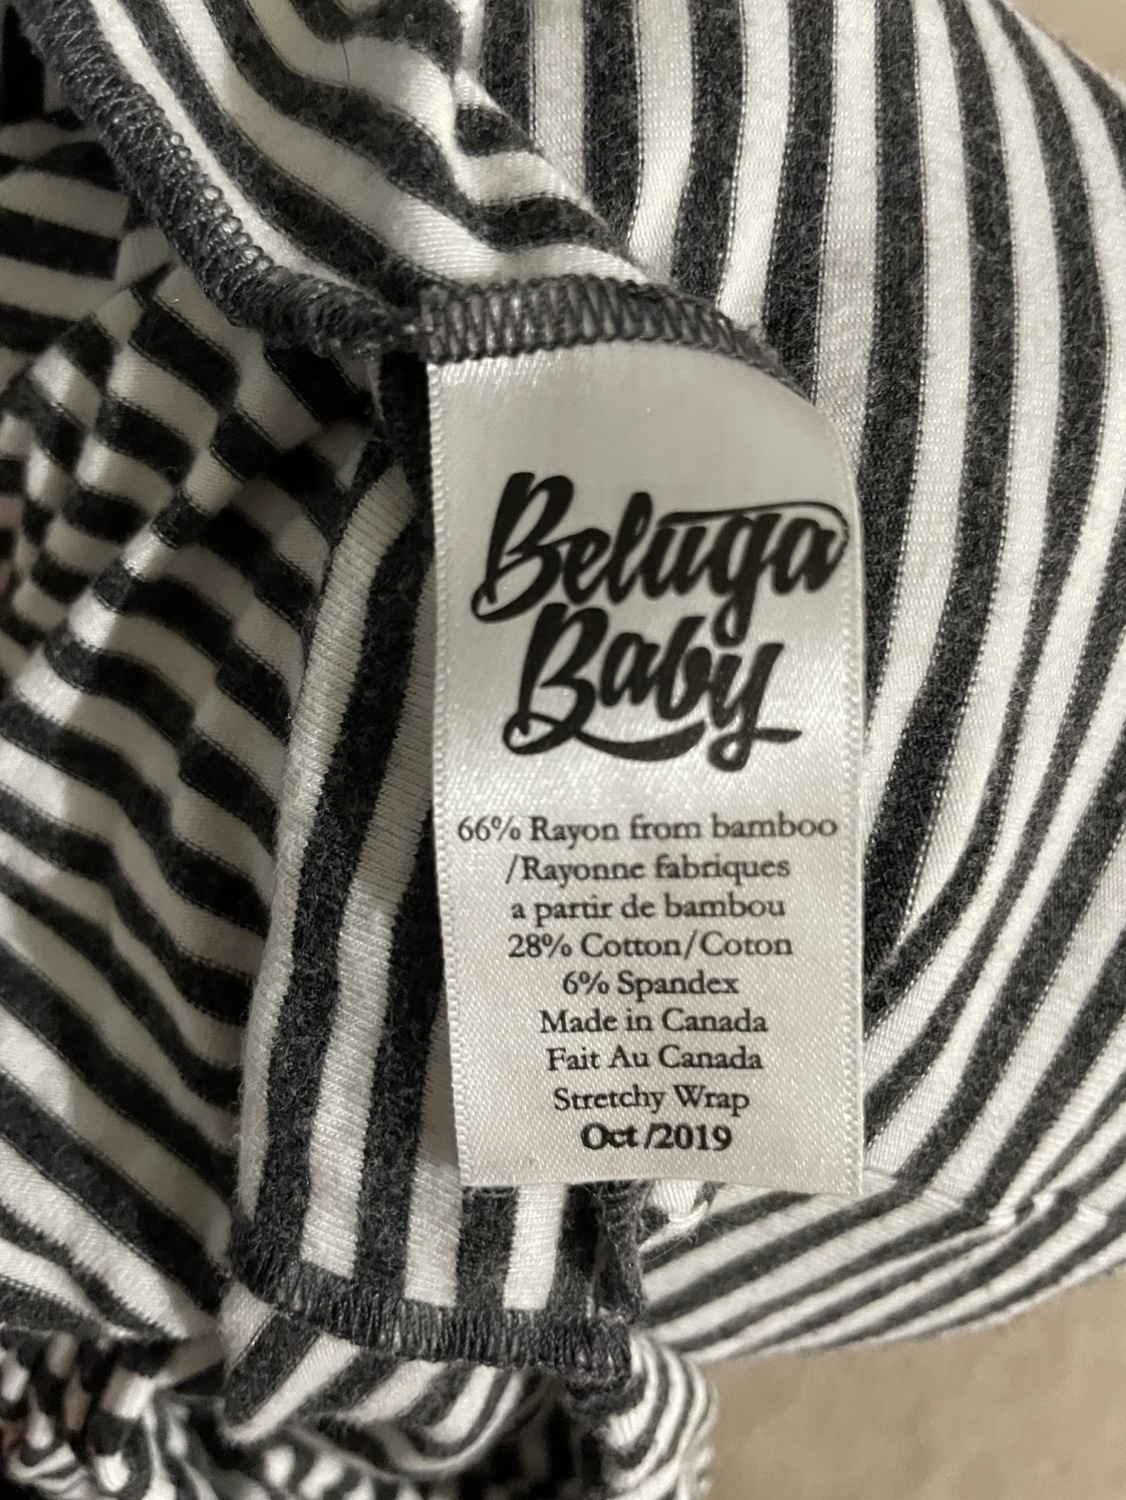 Beluga
Baby
66% Rayon from bamboo
/Rayonne fabriques
a partir de bambou
28% Cotton/Coton
6% Spandex
Made in Canada
Fait Au Canada
Stretchy Wrap
Oct/2019